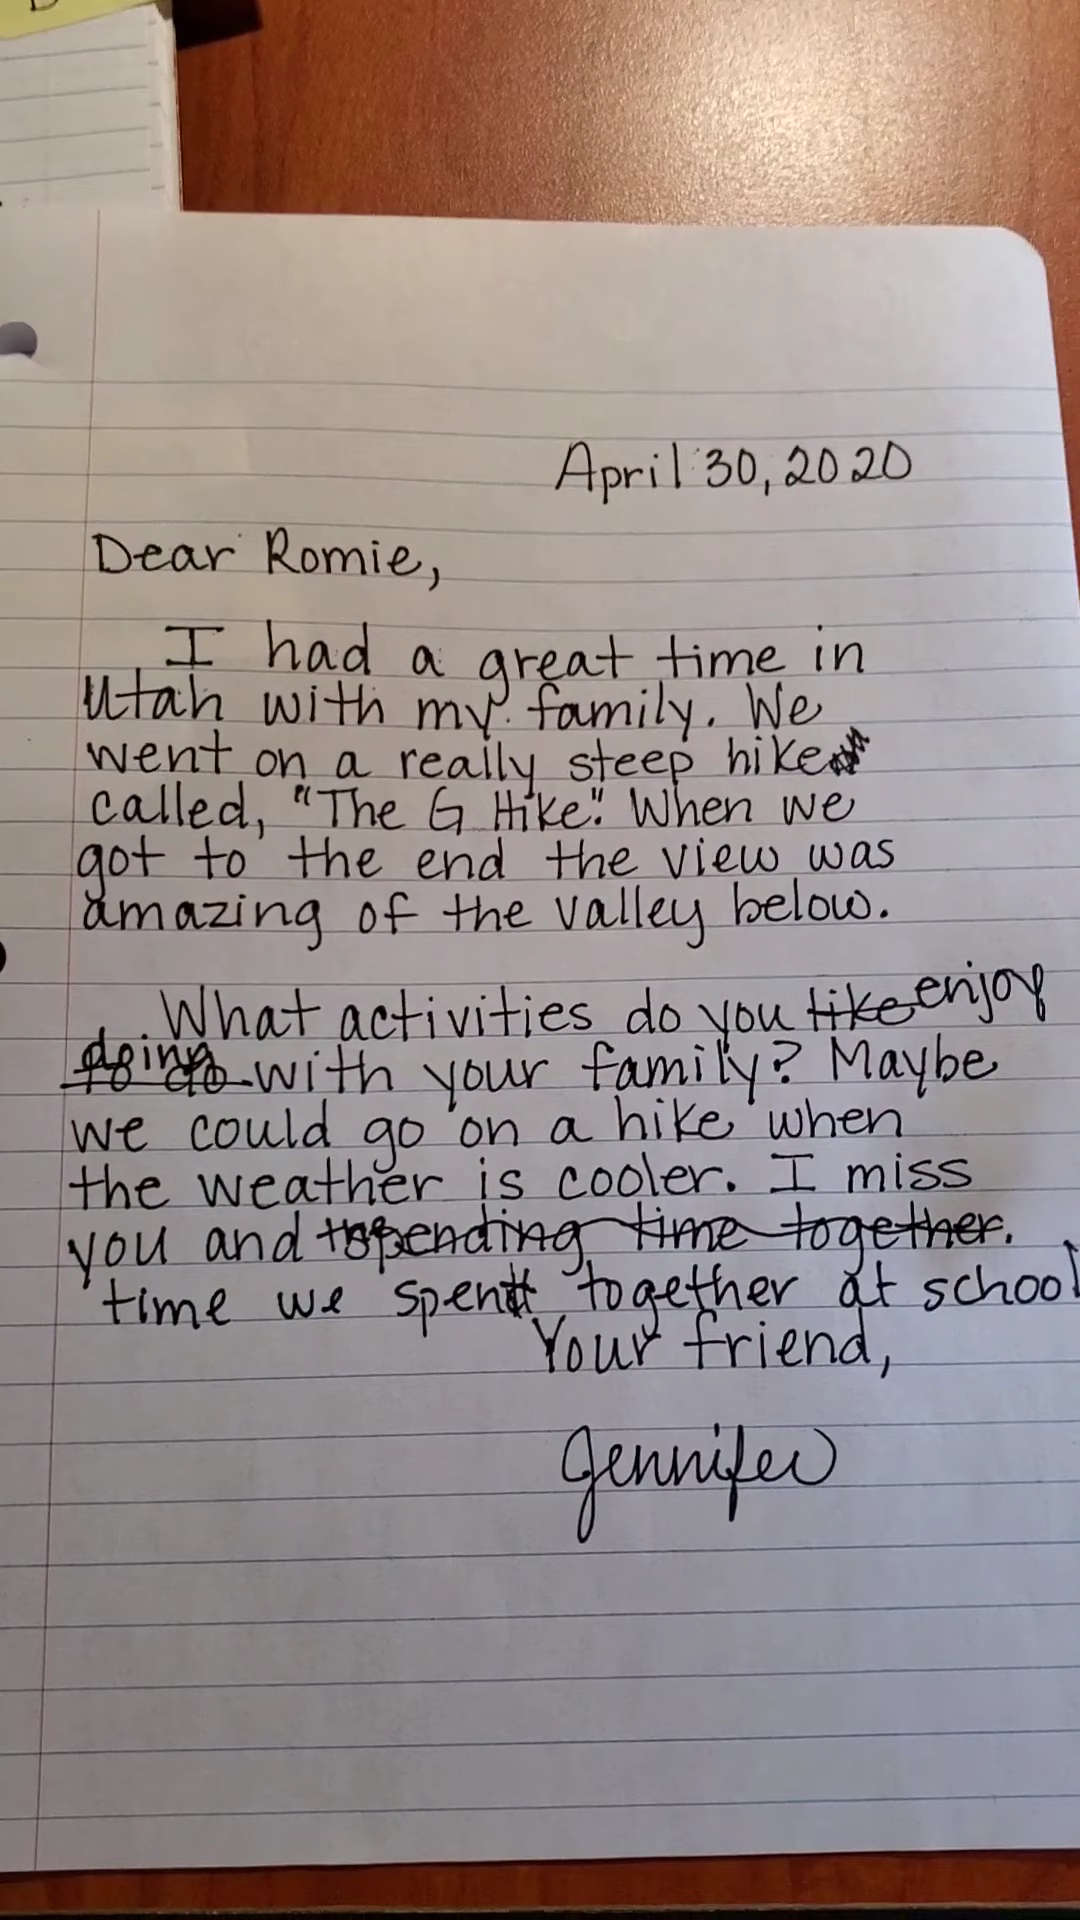 April 30, 2020
Dear Romie,
I had a great time in
Utah with my family. We
went on a really steep hike
called, "The G Hike." When we
got to the end the view was
amazing of the valley below.
What activities do you like enjoy
doing to do with your family? Maybe
we could go on a hike when
the weather is cooler. I miss
you and spending time together.
time we spent together at school
Your friend,
Jennifer